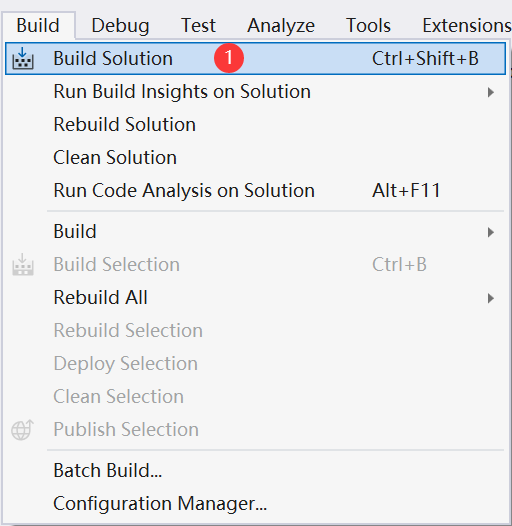 Build Debug Test Analyze Tools Extensions
Build Solution 1 Ctrl+Shift+B
Run Build Insights on Solution
Rebuild Solution
Clean Solution
Run Code Analysis on Solution Alt+F11
Build
Build Selection Ctrl+B
Rebuild All
Rebuild Selection
Deploy Selection
Clean Selection
Publish Selection
Batch Build...
Configuration Manager...